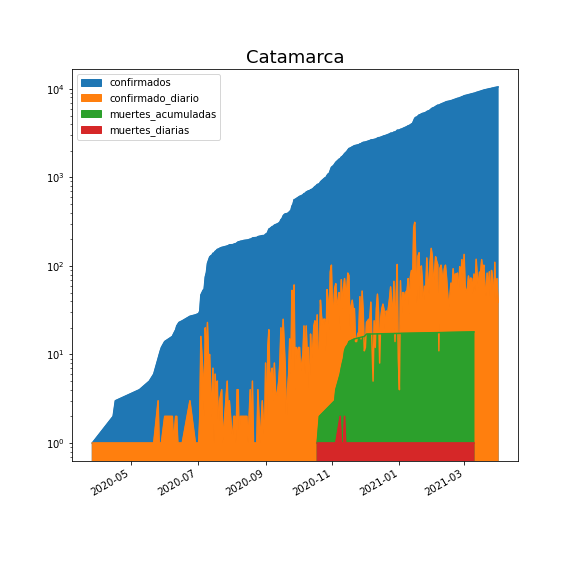 Catamarca
confirmados
confirmado_diario
muertes_acumuladas
muertes_diarias
10⁴
10³
10²
10¹
10⁰
2020-05
2020-07
2020-09
2020-11
2021-01
2021-03